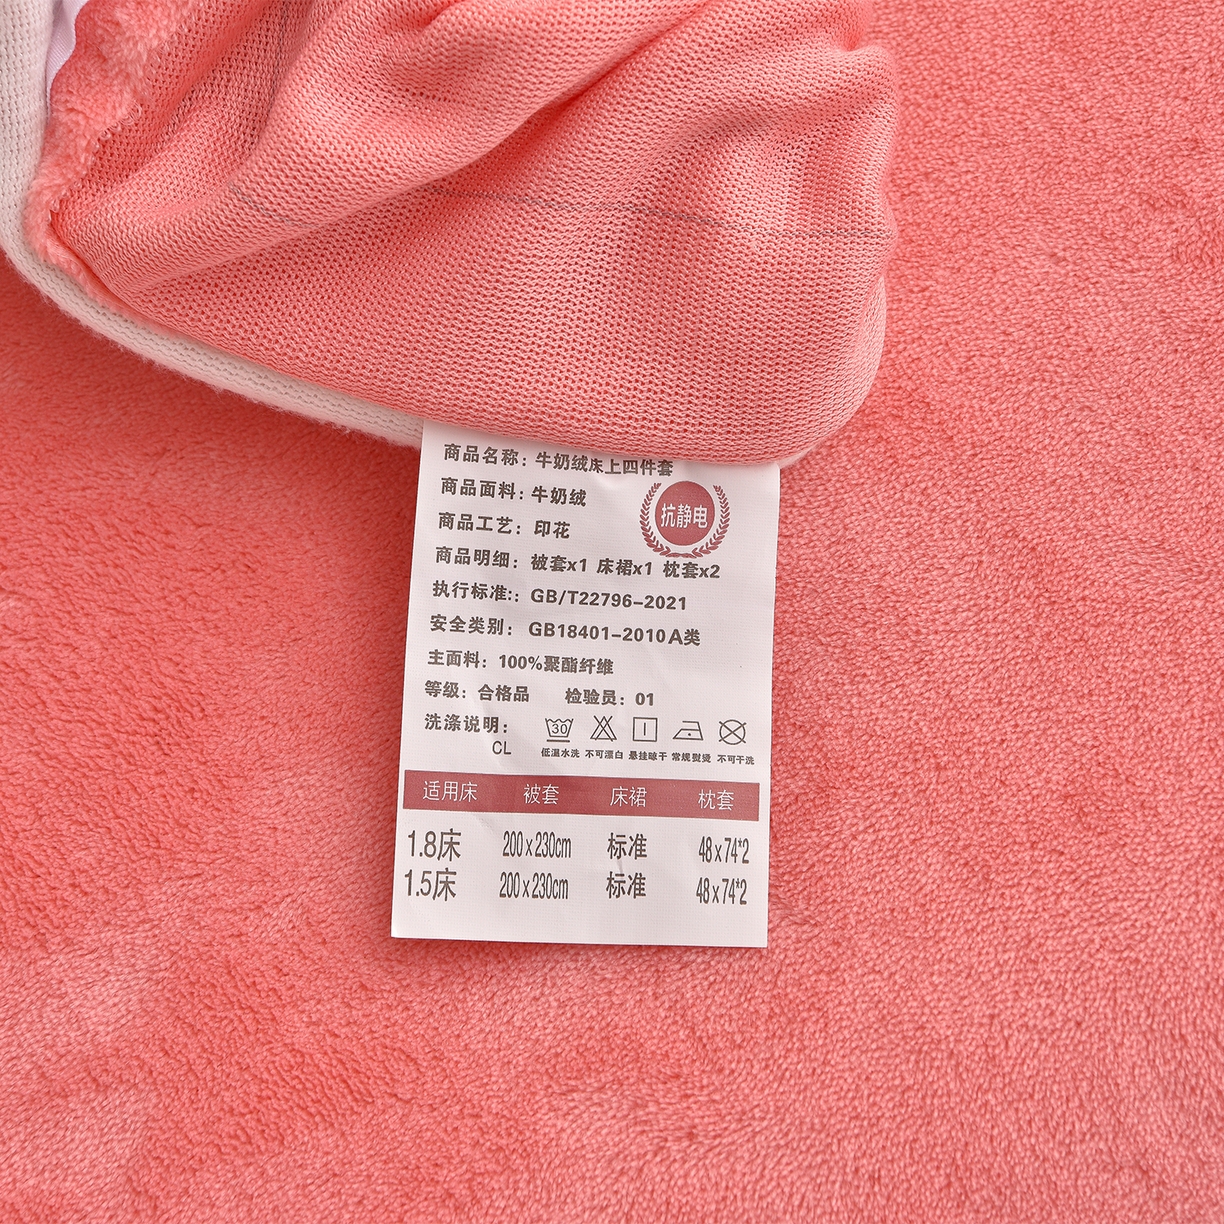 商品名称：牛奶绒床上四件套
商品面料：牛奶绒
抗静电
商品工艺：印花
商品明细：被套x1 床裙x1 枕套x2
执行标准:：GB/T22796-2021
安全类别：GB18401-2010A类
主面料：100%聚酯纤维
等级：合格品 检验员：01
洗涤说明： 30
CL 低温水洗 不可漂白 悬挂晾干 常规熨烫 不可干洗
适用床 被套 床裙 枕套
1.8床 200x230cm 标准 48x74*2
1.5床 200x230cm 标准 48x74*2